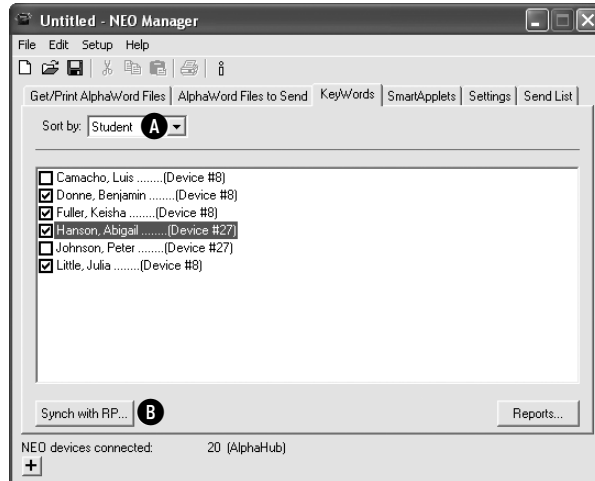 Untitled - NEO Manager
File Edit Setup Help
Get/Print AlphaWord Files AlphaWord Files to Send KeyWords SmartApplets Settings Send List
Sort by: Student A
Camacho, Luis ........(Device #8)
Donne, Benjamin ........(Device #8)
Fuller, Keisha ........(Device #8)
Hanson, Abigail ........(Device #27)
Johnson, Peter ........(Device #27)
Little, Julia ........(Device #8)
Synch with RP... B Reports...
NEO devices connected: 20 (AlphaHub)
+